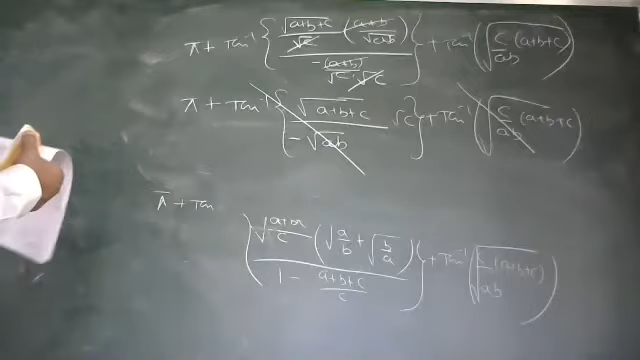 π + Tan⁻¹ { (√(a+b+c)/√c ((a+b)/√ab)) / (-(a+b)/(√c·√c)) } + Tan⁻¹ (√(c/ab (a+b+c)))
π + Tan⁻¹ { √(a+b+c) / -√ab √c } + Tan⁻¹ (√(c/ab (a+b+c)))
π + Tan { √((a+a)/c) (√(a/b) + √(b/a)) / (1 - (a+b+c)/c) } + Tan⁻¹ (√(c/ab (a+b+c)))